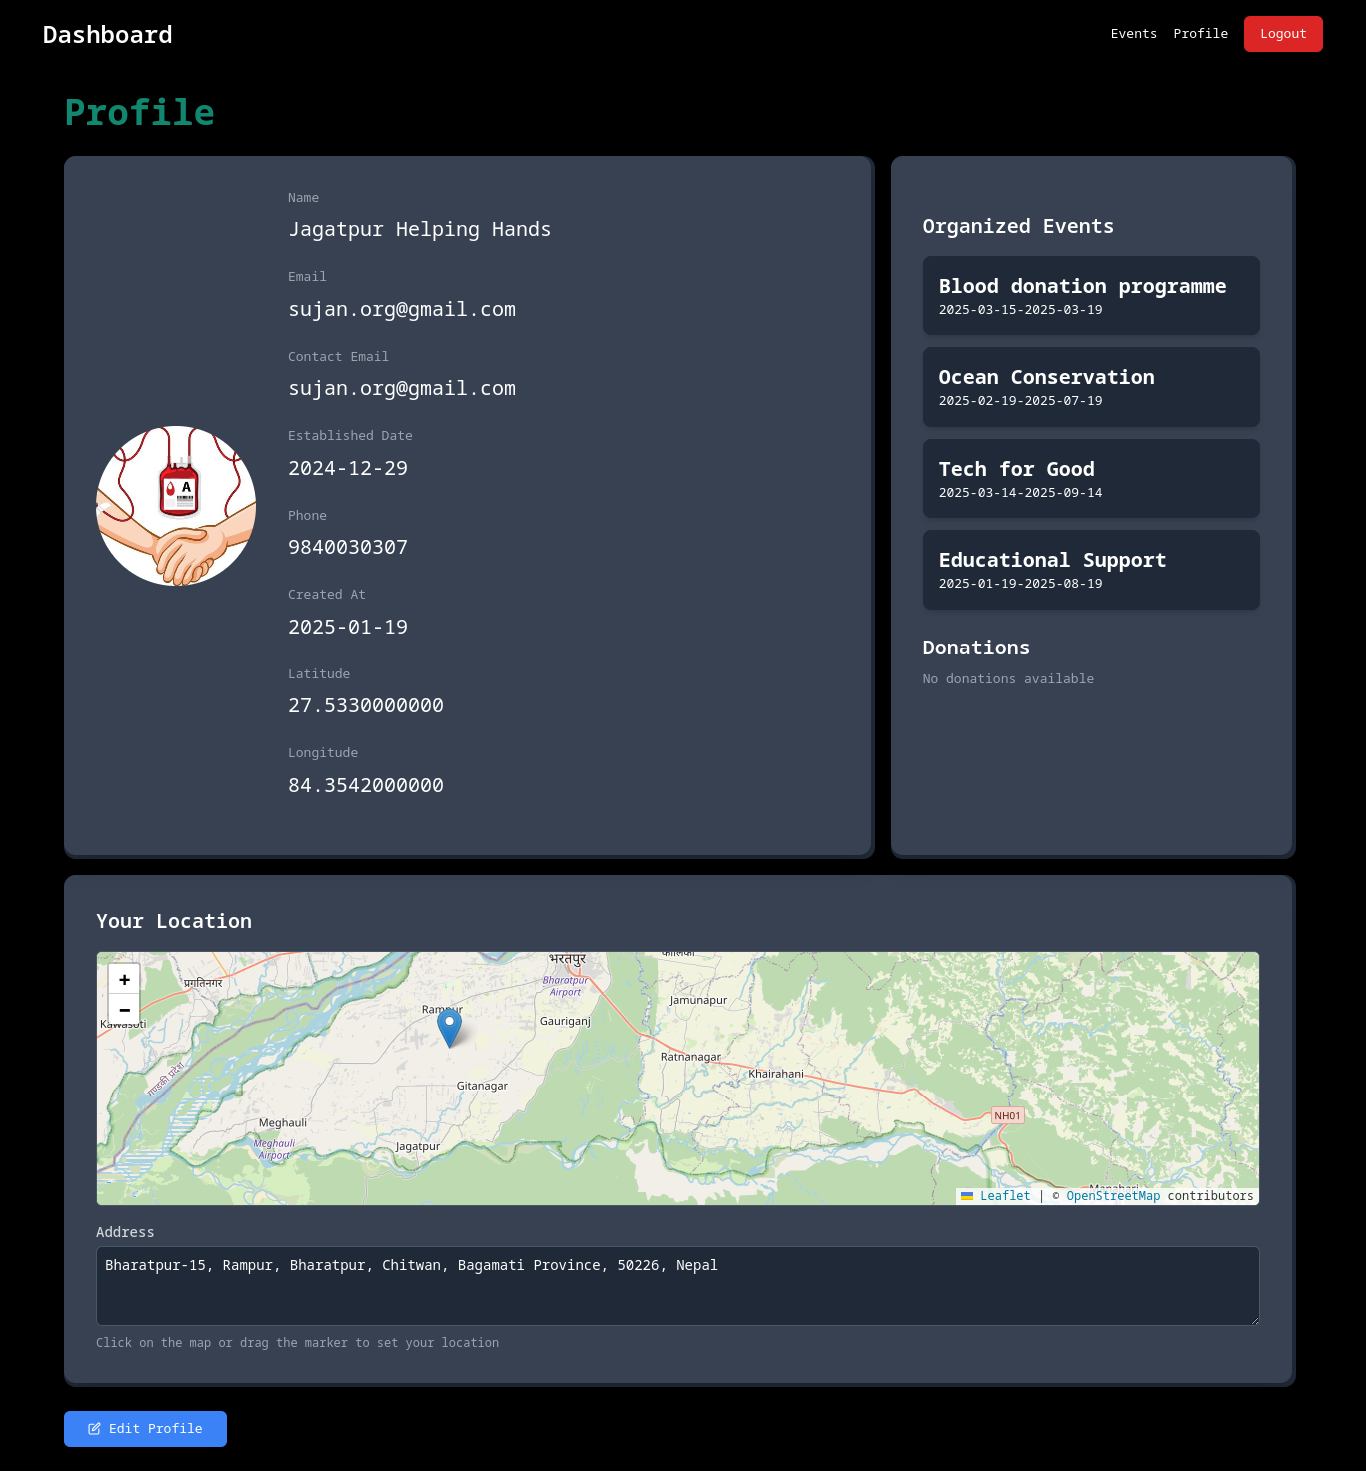 Dashboard
Events Profile Logout
Profile
Name
Jagatpur Helping Hands
Email
sujan.org@gmail.com
Contact Email
sujan.org@gmail.com
Established Date
2024-12-29
Phone
9840030307
Created At
2025-01-19
Latitude
27.5330000000
Longitude
84.3542000000
A
Organized Events
Blood donation programme
2025-03-15-2025-03-19
Ocean Conservation
2025-02-19-2025-07-19
Tech for Good
2025-03-14-2025-09-14
Educational Support
2025-01-19-2025-08-19
Donations
No donations available
Your Location
+
−
प्रगतिनगर
Kawasoti
गण्डकी प्रदेश
भरतपुर
Bharatpur
Airport
कालिका
Jamunapur
Rampur
Gauriganj
Ratnanagar
Khairahani
Gitanagar
NH01
Meghauli
Meghauli
Airport
Jagatpur
Leaflet | © OpenStreetMap contributors
Address
Bharatpur-15, Rampur, Bharatpur, Chitwan, Bagamati Province, 50226, Nepal
Click on the map or drag the marker to set your location
Edit Profile